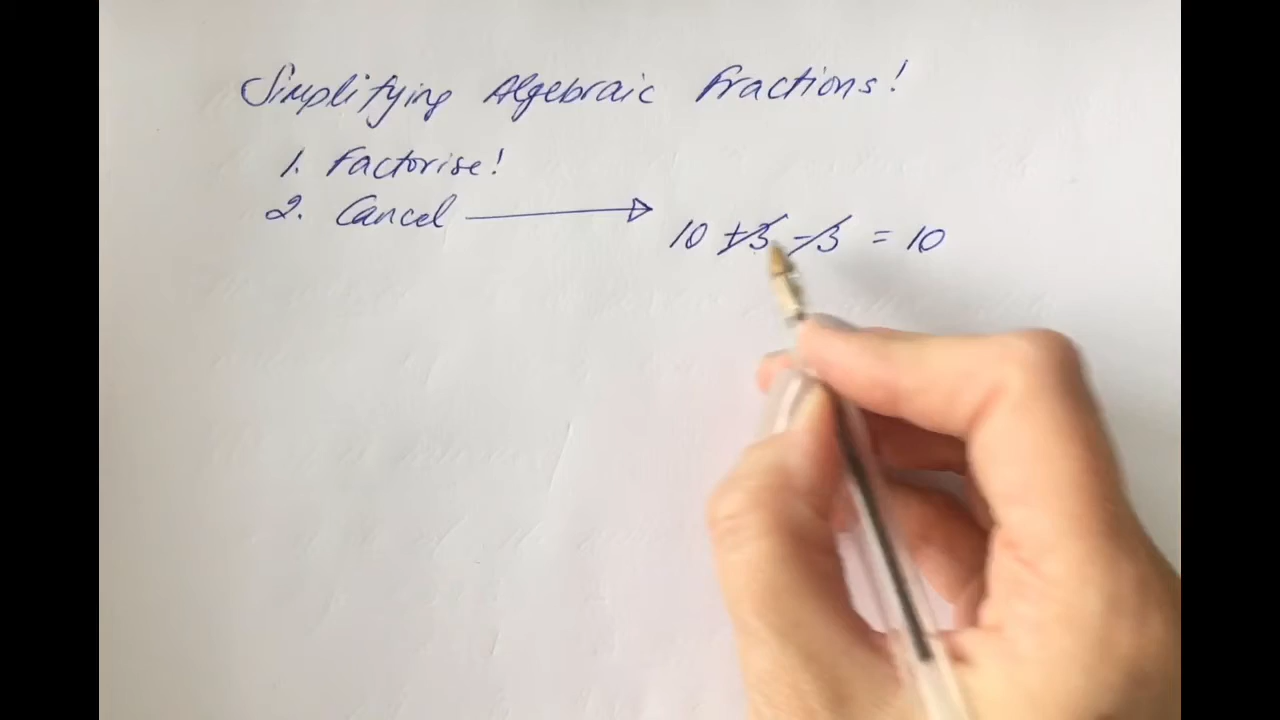 Simplifying Algebraic Fractions!
1. Factorise!
2. Cancel
10 +3 -3 = 10